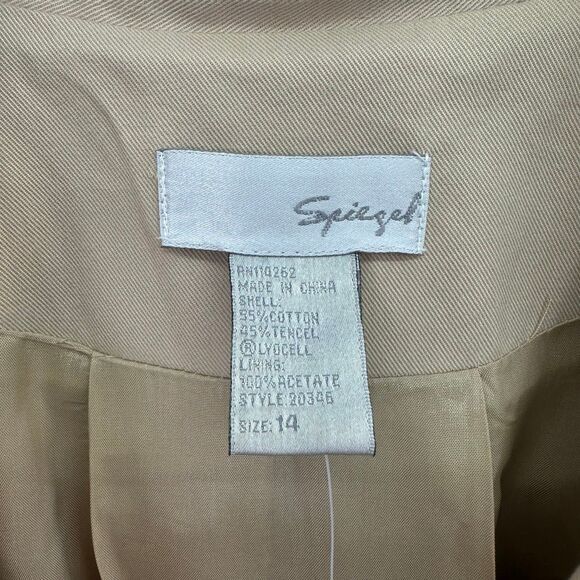 Spiegel
RN110262
MADE IN CHINA
SHELL:
55%COTTON
45%TENCEL
®LYOCELL
LINING:
100%ACETATE
STYLE 20346
SIZE: 14